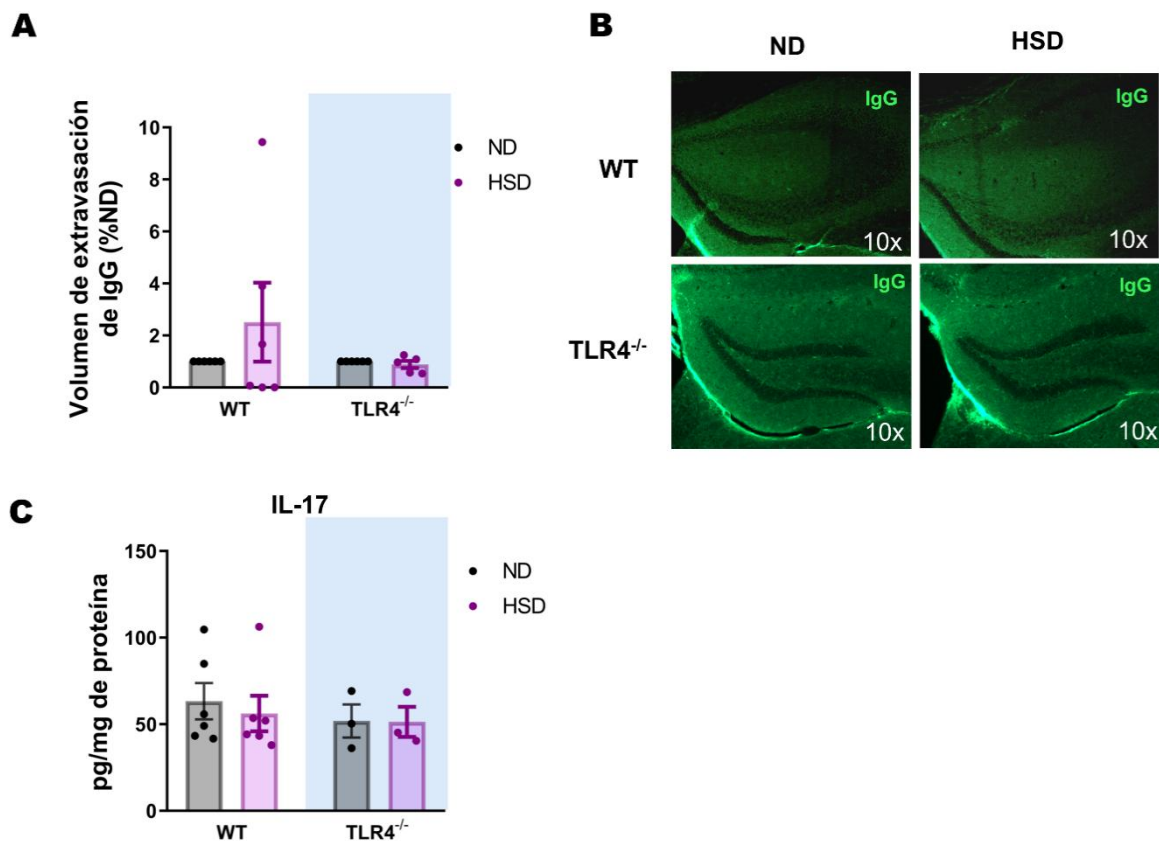 A
Volumen de extravasación
de IgG (%ND)
10
8
6
4
2
0
WT
TLR4-/-
ND
HSD
B
ND
HSD
WT
TLR4-/-
IgG
10x
IgG
10x
IgG
10x
IgG
10x
C
IL-17
pg/mg de proteína
150
100
50
0
WT
TLR4-/-
ND
HSD